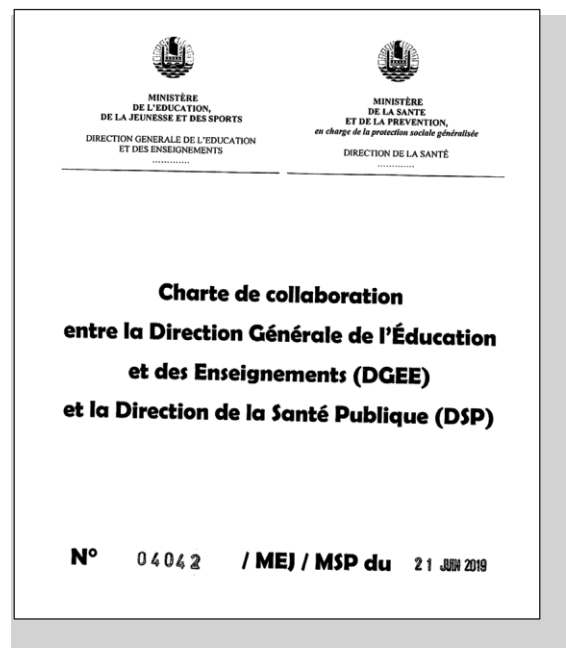 MINISTÈRE
DE L'EDUCATION,
DE LA JEUNESSE ET DES SPORTS
DIRECTION GENERALE DE L'EDUCATION
ET DES ENSEIGNEMENTS
.............
MINISTÈRE
DE LA SANTE
ET DE LA PREVENTION,
en charge de la protection sociale généralisée
DIRECTION DE LA SANTÉ
.............
Charte de collaboration
entre la Direction Générale de l'Éducation
et des Enseignements (DGEE)
et la Direction de la Santé Publique (DSP)
N° 04042 / MEJ / MSP du 21 JUIN 2019